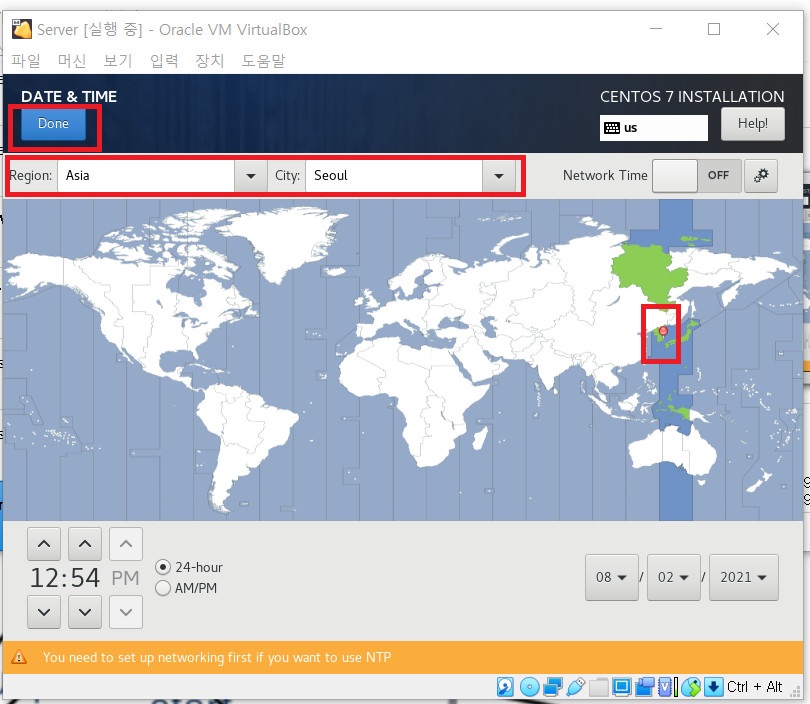 Server [실행 중] - Oracle VM VirtualBox
파일 머신 보기 입력 장치 도움말
DATE & TIME
CENTOS 7 INSTALLATION
Done
us
Help!
Region: Asia City: Seoul Network Time OFF
12:54 PM
24-hour
AM/PM
08 / 02 / 2021
You need to set up networking first if you want to use NTP
Ctrl + Alt